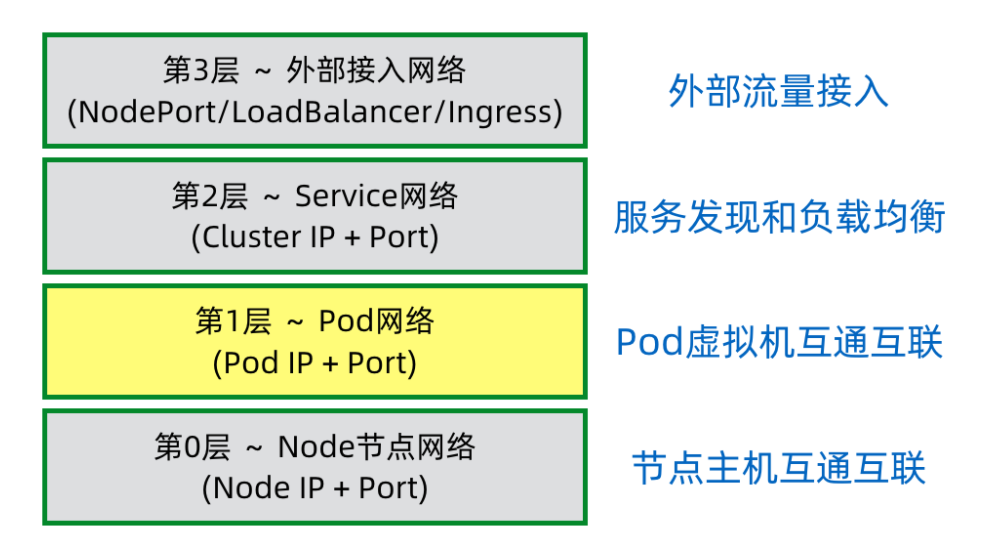 第3层 ~ 外部接入网络
(NodePort/LoadBalancer/Ingress)
外部流量接入
第2层 ~ Service网络
(Cluster IP + Port)
服务发现和负载均衡
第1层 ~ Pod网络
(Pod IP + Port)
Pod虚拟机互通互联
第0层 ~ Node节点网络
(Node IP + Port)
节点主机互通互联